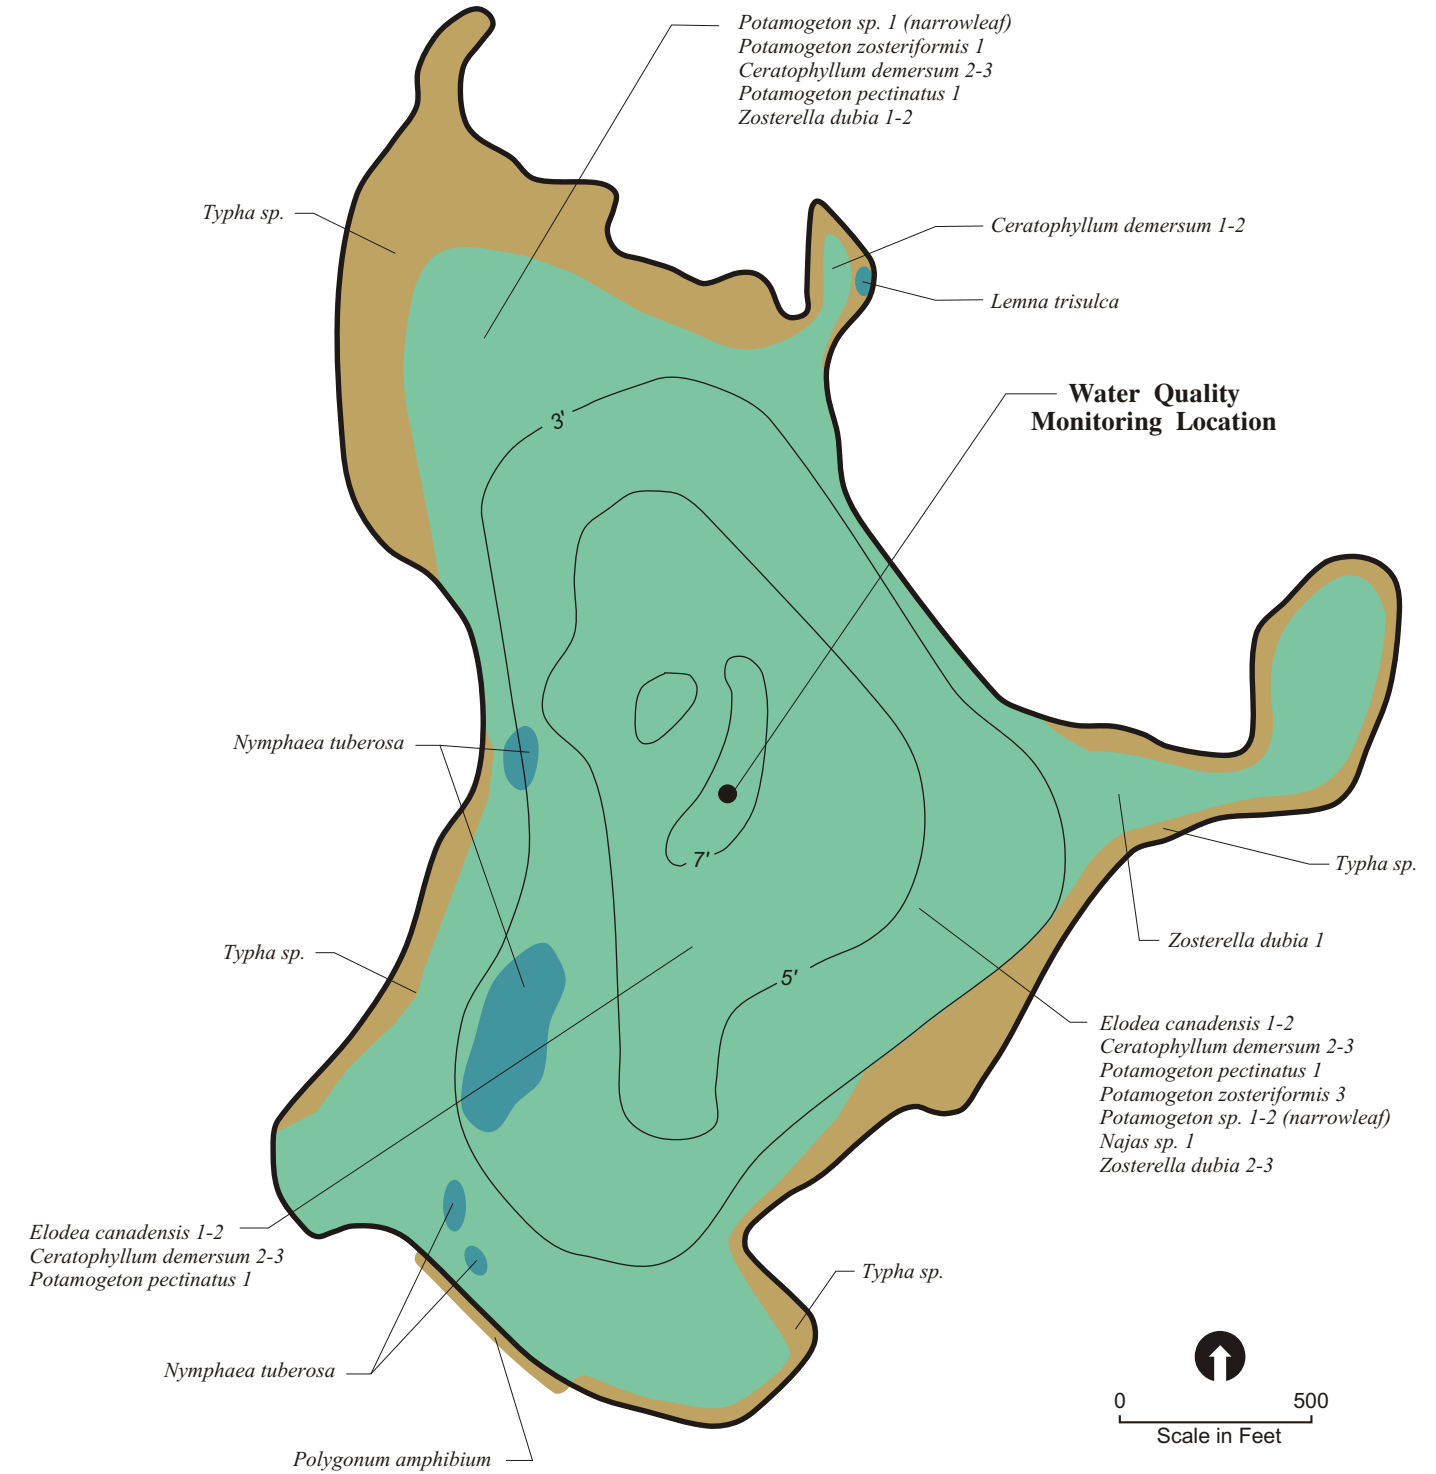 Potamogeton sp. 1 (narrowleaf)
Potamogeton zosteriformis 1
Ceratophyllum demersum 2-3
Potamogeton pectinatus 1
Zosterella dubia 1-2
Typha sp.
Ceratophyllum demersum 1-2
Lemna trisulca
Water Quality
Monitoring Location
3'
Nymphaea tuberosa
7'
Typha sp.
Zosterella dubia 1
Typha sp.
5'
Elodea canadensis 1-2
Ceratophyllum demersum 2-3
Potamogeton pectinatus 1
Potamogeton zosteriformis 3
Potamogeton sp. 1-2 (narrowleaf)
Najas sp. 1
Zosterella dubia 2-3
Elodea canadensis 1-2
Ceratophyllum demersum 2-3
Potamogeton pectinatus 1
Typha sp.
Nymphaea tuberosa
Polygonum amphibium
0 500
Scale in Feet